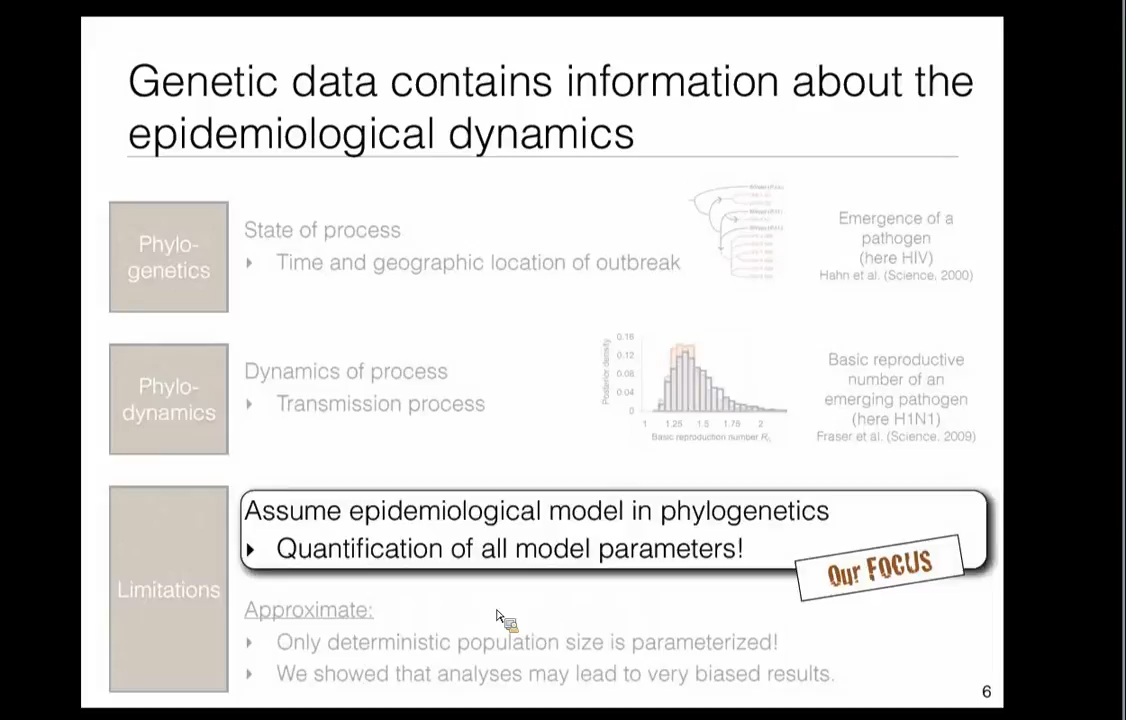 Genetic data contains information about the
epidemiological dynamics
Phylo-
genetics
State of process
‣ Time and geographic location of outbreak
Emergence of a
pathogen
(here HIV)
Hahn et al. (Science, 2000)
Phylo-
dynamics
Dynamics of process
‣ Transmission process
Posterior density
0.16
0.12
0.08
0.04
0
1 1.25 1.5 1.75 2
Basic reproduction number R₀
Basic reproductive
number of an
emerging pathogen
(here H1N1)
Fraser et al. (Science, 2009)
Limitations
Assume epidemiological model in phylogenetics
‣ Quantification of all model parameters!
Our FOCUS
Approximate:
‣ Only deterministic population size is parameterized!
‣ We showed that analyses may lead to very biased results.
6